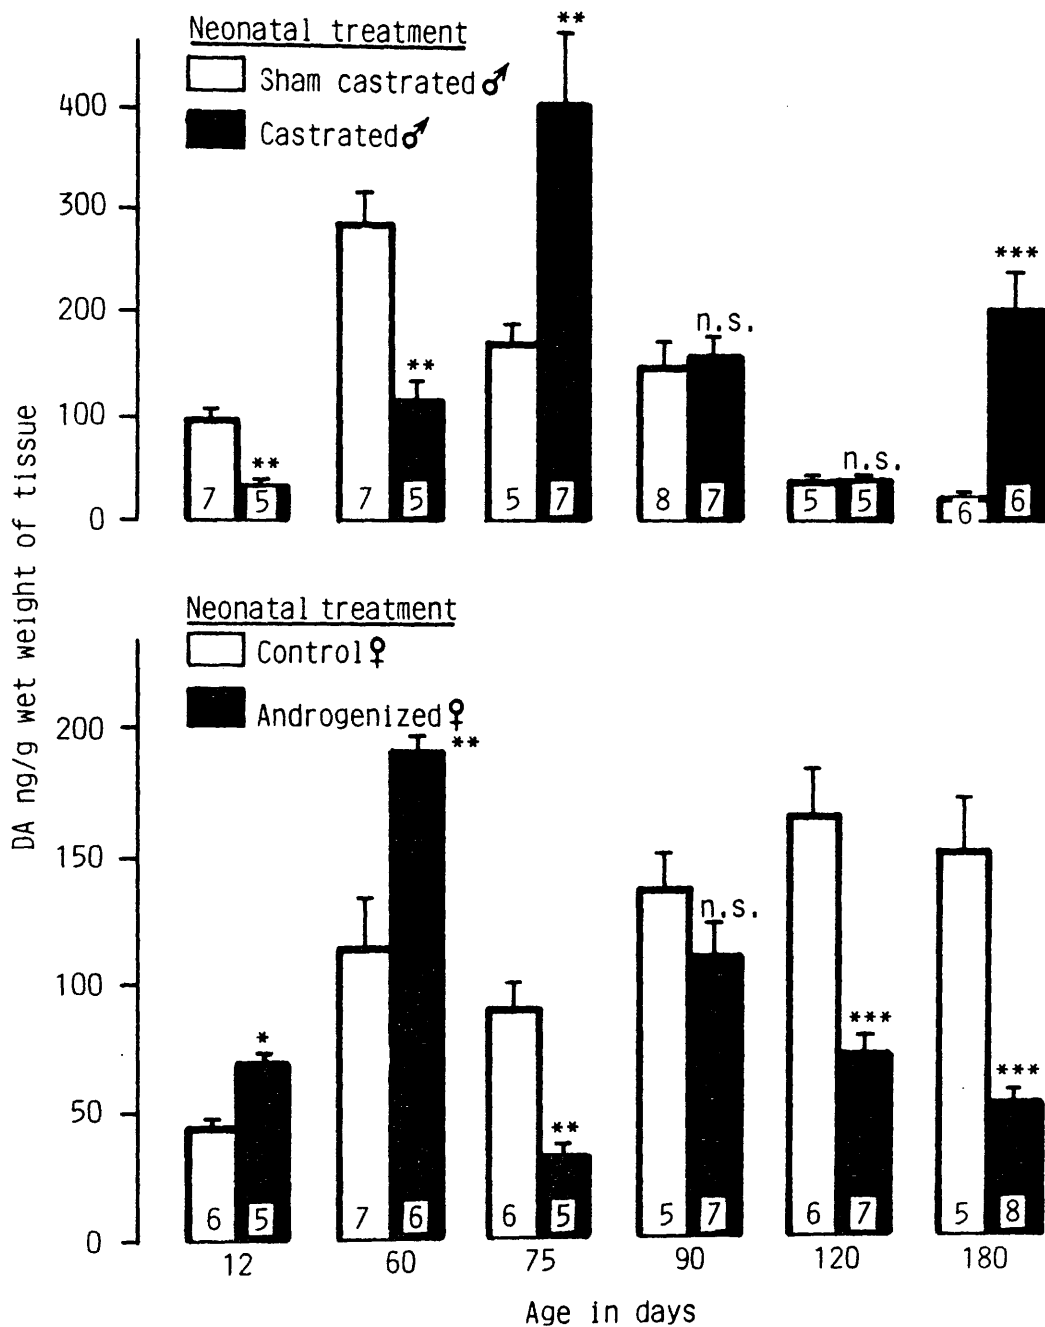 Neonatal treatment
Sham castrated ♂
Castrated ♂
**
400
300
200
100
0
**
**
n.s.
n.s.
***
7 5 7 5 5 7 8 7 5 5 6 6
DA ng/g wet weight of tissue
Neonatal treatment
Control ♀
Androgenized ♀
200
150
100
50
0
*
**
**
n.s.
***
***
6 5 7 6 6 5 5 7 6 7 5 8
12 60 75 90 120 180
Age in days